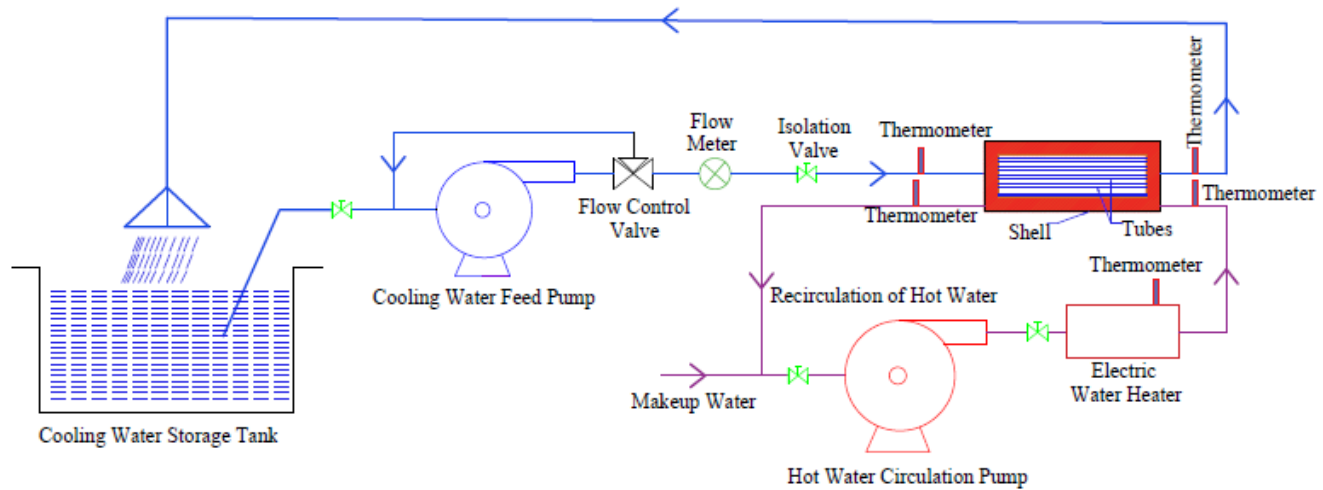 Flow
Meter
Isolation
Valve
Thermometer
Thermometer
Flow Control
Valve
Thermometer
Thermometer
Shell
Tubes
Cooling Water Feed Pump
Recirculation of Hot Water
Thermometer
Makeup Water
Electric
Water Heater
Cooling Water Storage Tank
Hot Water Circulation Pump